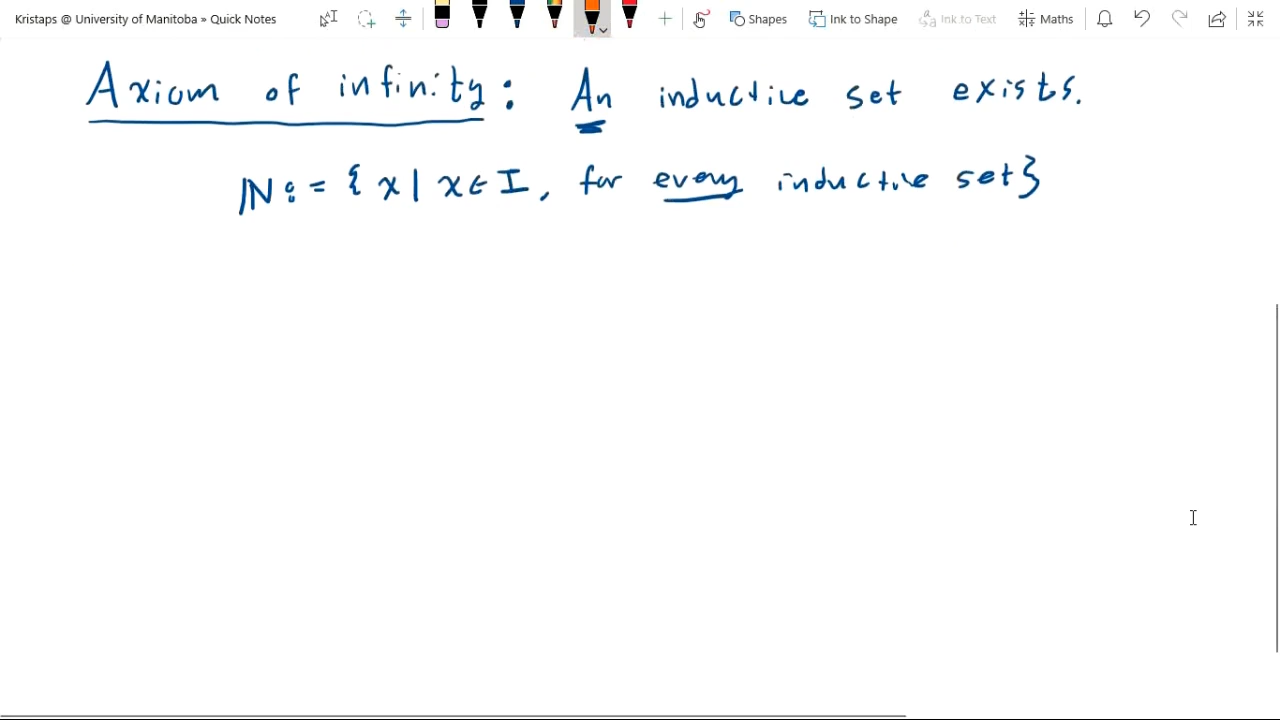 Kristaps @ University of Manitoba » Quick Notes Shapes Ink to Shape Ink to Text Maths
Axiom of infinity: An inductive set exists.
ℕ := { x | x ∈ I, for every inductive set}